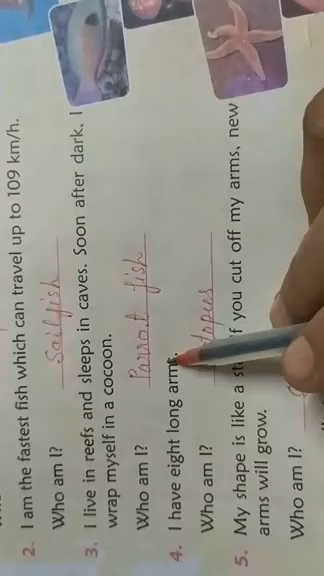 2. I am the fastest fish which can travel up to 109 km/h.
Who am I? Sailfish
3. I live in reefs and sleeps in caves. Soon after dark, I
wrap myself in a cocoon.
Who am I? Parraot fish
4. I have eight long arms.
Who am I?
5. My shape is like a you cut off my arms, new
arms will grow.
Who am I?